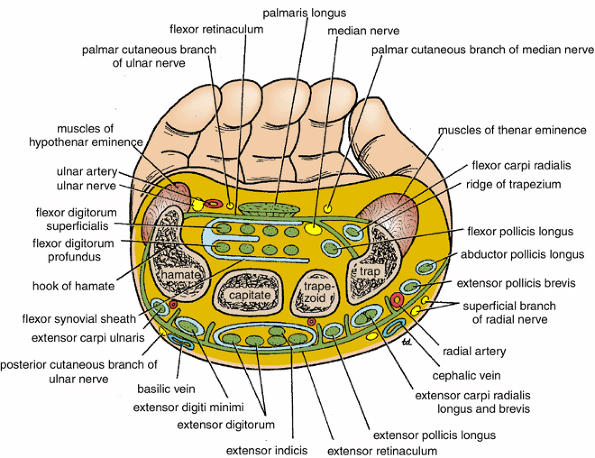 palmaris longus
flexor retinaculum
median nerve
palmar cutaneous branch
of ulnar nerve
palmar cutaneous branch of median nerve
muscles of
hypothenar eminence
muscles of thenar eminence
ulnar artery
ulnar nerve
flexor carpi radialis
ridge of trapezium
flexor digitorum
superficialis
flexor pollicis longus
flexor digitorum
profundus
abductor pollicis longus
hamate
capitate
trape-
zoid
trap
hook of hamate
extensor pollicis brevis
flexor synovial sheath
superficial branch
of radial nerve
extensor carpi ulnaris
radial artery
posterior cutaneous branch of
ulnar nerve
cephalic vein
basilic vein
extensor carpi radialis
longus and brevis
extensor digiti minimi
extensor digitorum
extensor pollicis longus
extensor indicis
extensor retinaculum